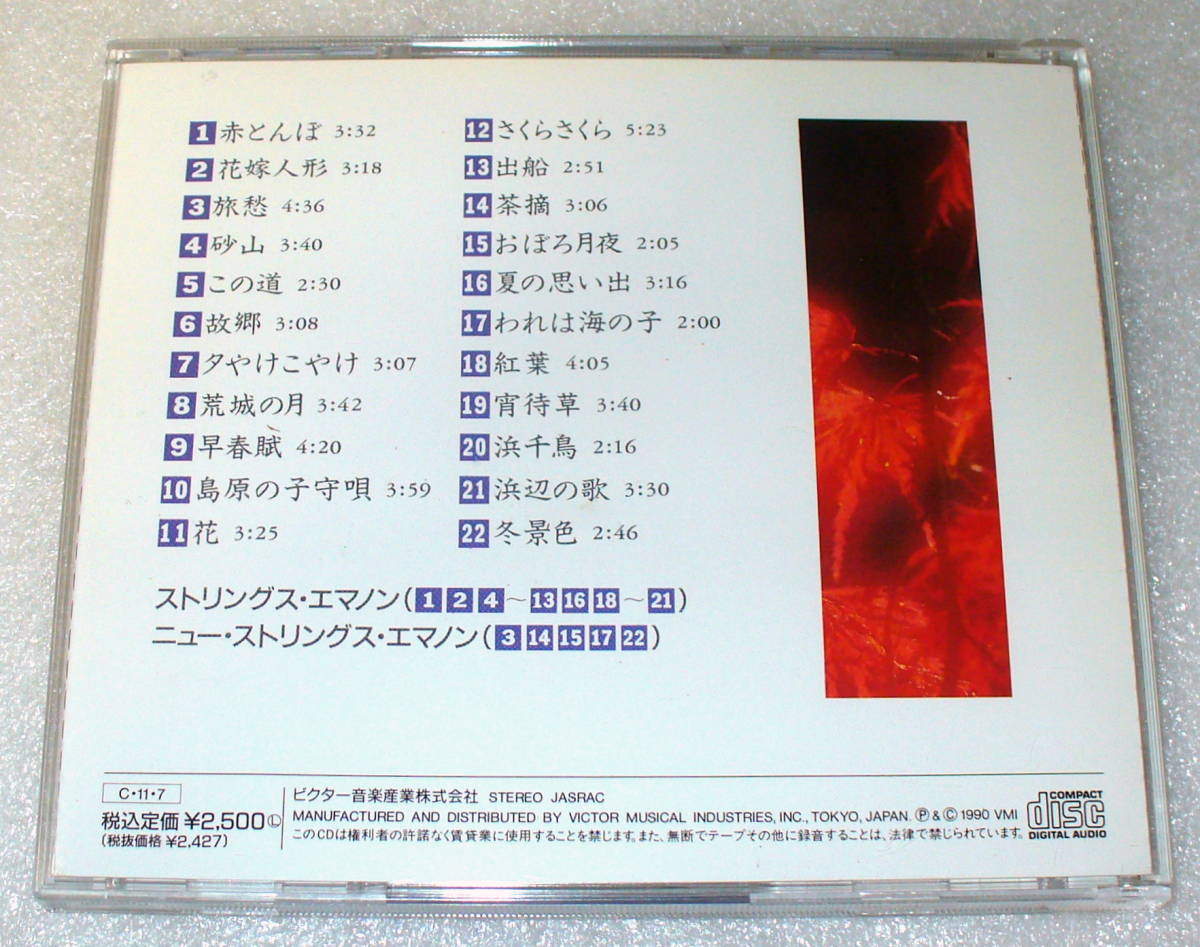 1 赤とんぼ 3:32
2 花嫁人形 3:18
3 旅愁 4:36
4 砂山 3:40
5 この道 2:30
6 故郷 3:08
7 夕やけこやけ 3:07
8 荒城の月 3:42
9 早春賦 4:20
10 島原の子守唄 3:59
11 花 3:25
12 さくらさくら 5:23
13 出船 2:51
14 茶摘 3:06
15 おぼろ月夜 2:05
16 夏の思い出 3:16
17 われは海の子 2:00
18 紅葉 4:05
19 宵待草 3:40
20 浜千鳥 2:16
21 浜辺の歌 3:30
22 冬景色 2:46
ストリングス・エマノン(1 2 4〜13 16 18〜21)
ニュー・ストリングス・エマノン(3 14 15 17 22)
C・11・7
税込定価 ¥2,500 Ⓛ
(税抜価格 ¥2,427)
ビクター音楽産業株式会社 STEREO JASRAC
MANUFACTURED AND DISTRIBUTED BY VICTOR MUSICAL INDUSTRIES, INC., TOKYO, JAPAN. Ⓟ & Ⓒ 1990 VMI
このCDは権利者の許諾なく賃貸業に使用することを禁じます。また、無断でテープその他に録音することは、法律で禁じられています。
COMPACT
disc
DIGITAL AUDIO